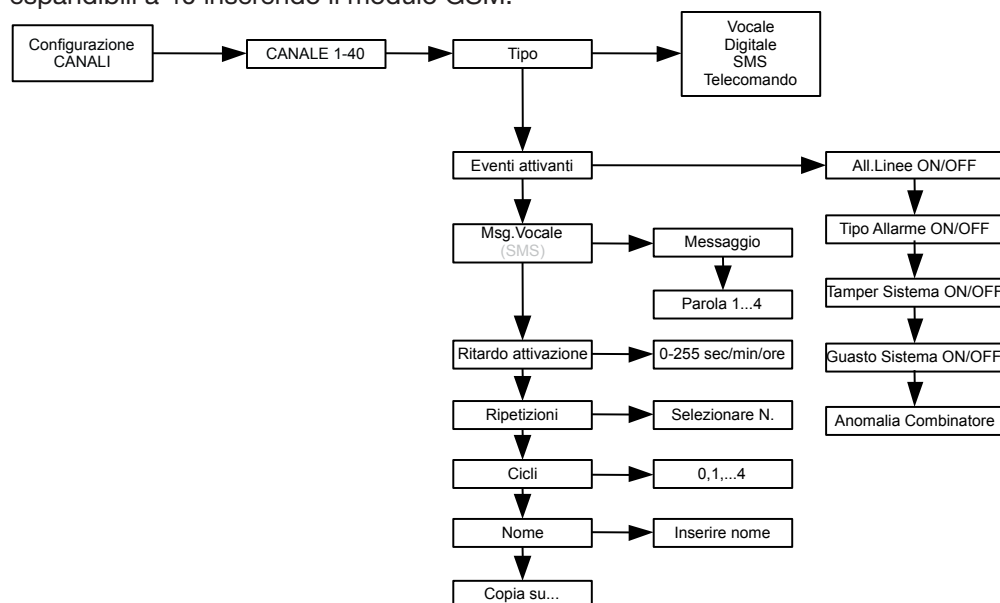 espandibili a 40 inserendo il modulo GSM.
Configurazione
CANALI
CANALE 1-40
Tipo
Vocale
Digitale
SMS
Telecomando
Eventi attivanti
All.Linee ON/OFF
Msg.Vocale
(SMS)
Messaggio
Tipo Allarme ON/OFF
Parola 1...4
Tamper Sistema ON/OFF
Ritardo attivazione
0-255 sec/min/ore
Guasto Sistema ON/OFF
Ripetizioni
Selezionare N.
Anomalia Combinatore
Cicli
0,1,...4
Nome
Inserire nome
Copia su...